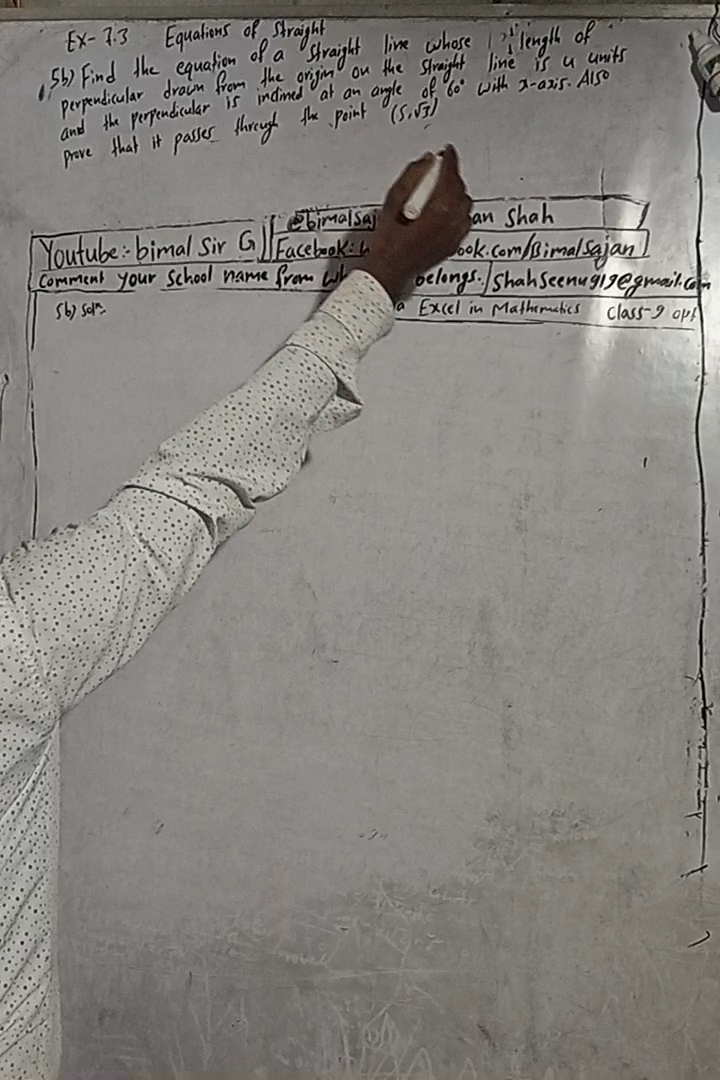 Ex- 7.3 Equations of Straight
5b) Find the equation of a straight line whose length of
perpendicular drawn from the origin on the straight line is 4 units
and the perpendicular is inclined at an angle of 60° with x-axis. Also
prove that it passes through the point (5,√3)
@bimalsaj an Shah
Youtube:- bimal Sir G Facebook: ook.com/Bimalsajan
Comment your School name from belongs./shahseenu919@gmail.com
5b) Solⁿ: a Excel in Mathematics Class-9 opt